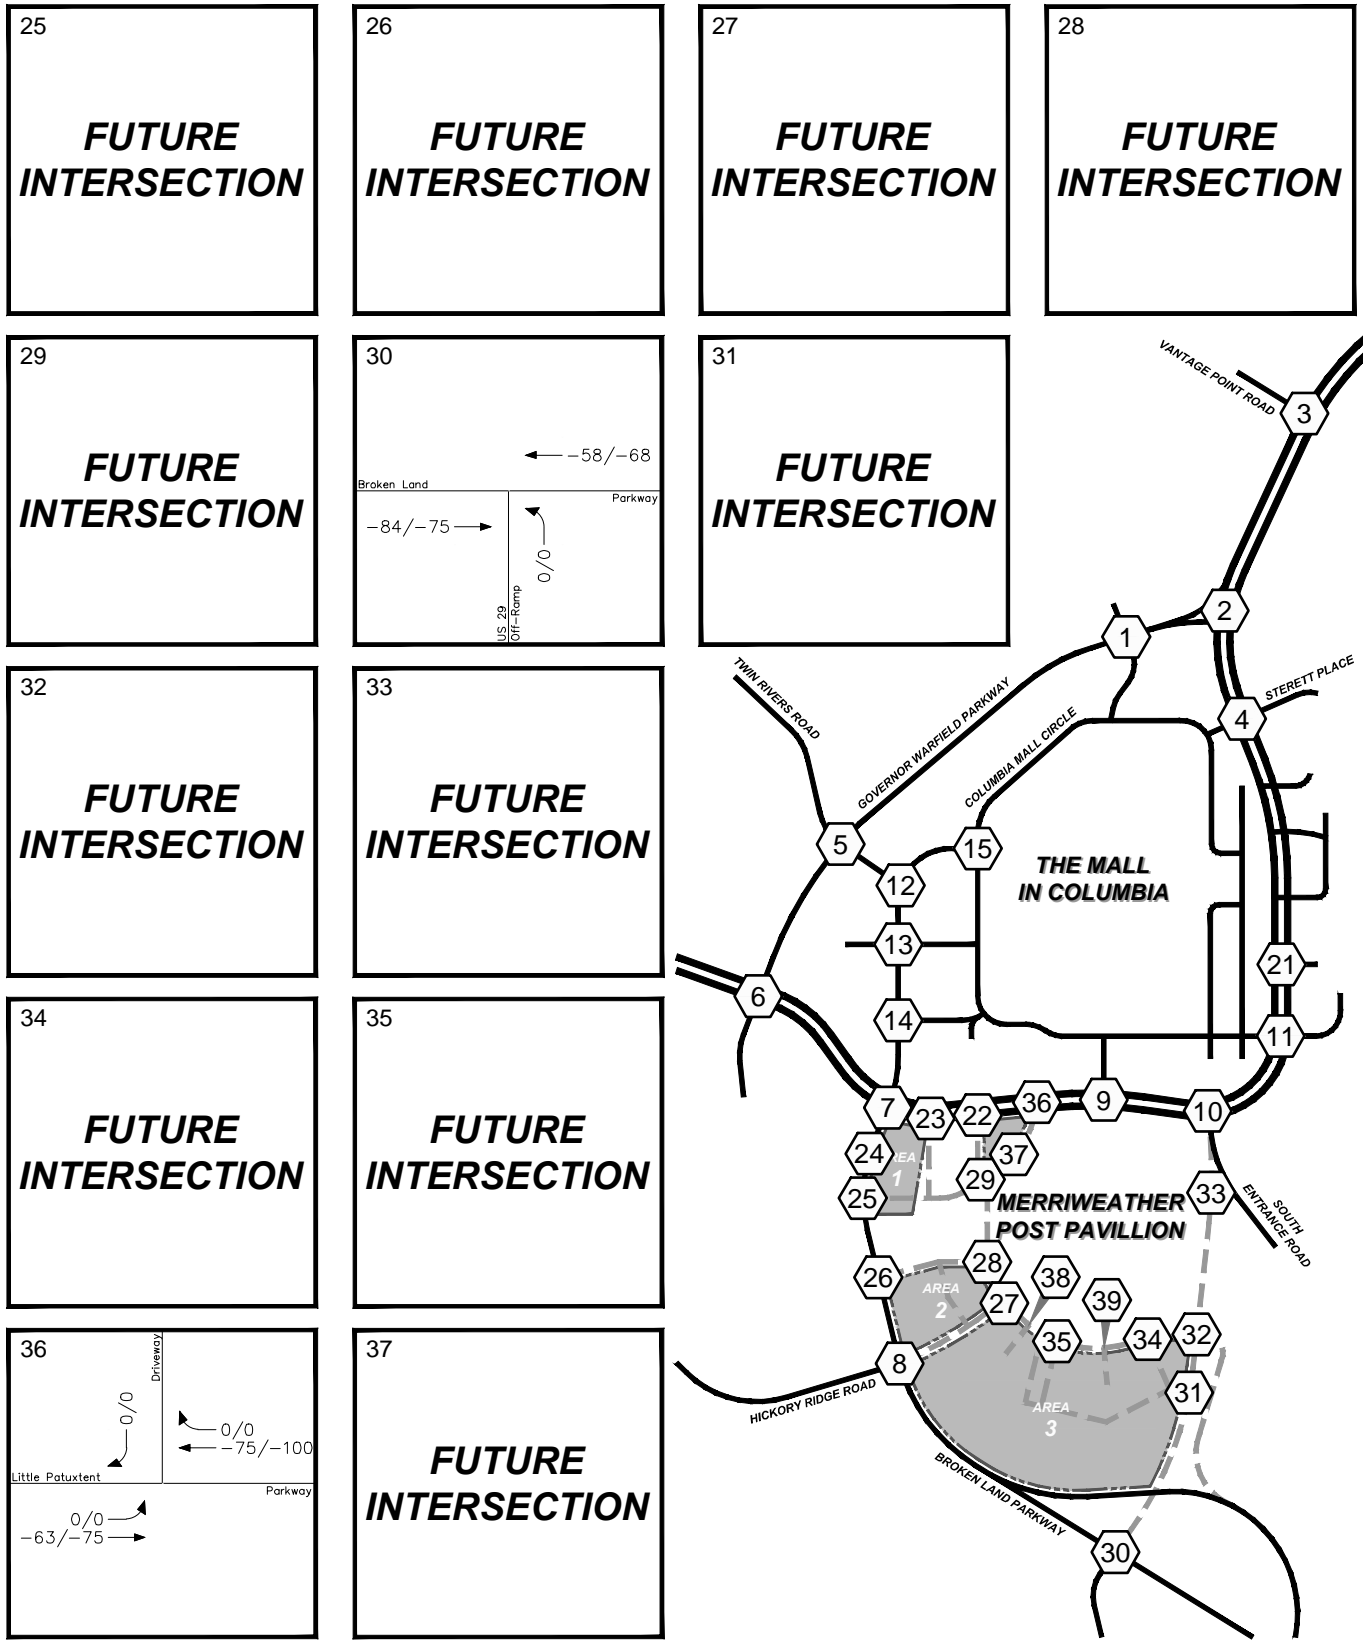 25
FUTURE
INTERSECTION
26
FUTURE
INTERSECTION
27
FUTURE
INTERSECTION
28
FUTURE
INTERSECTION
29
FUTURE
INTERSECTION
30
-58/-68
Broken Land
Parkway
-84/-75
0/0
US 29
Off-Ramp
31
FUTURE
INTERSECTION
32
FUTURE
INTERSECTION
33
FUTURE
INTERSECTION
34
FUTURE
INTERSECTION
35
FUTURE
INTERSECTION
36
Driveway
0/0
0/0
-75/-100
Little Patuxtent
Parkway
0/0
-63/-75
37
FUTURE
INTERSECTION
VANTAGE POINT ROAD
3
2
1
TWIN RIVERS ROAD
STERETT PLACE
4
GOVERNOR WARFIELD PARKWAY
COLUMBIA MALL CIRCLE
5
15
12
THE MALL
IN COLUMBIA
13
21
6
14
11
7
23
22
36
9
10
24
AREA
1
37
25
29
33
MERRIWEATHER
POST PAVILLION
SOUTH
ENTRANCE ROAD
26
28
38
AREA
2
27
39
35
34
32
8
31
HICKORY RIDGE ROAD
AREA
3
BROKEN LAND PARKWAY
30